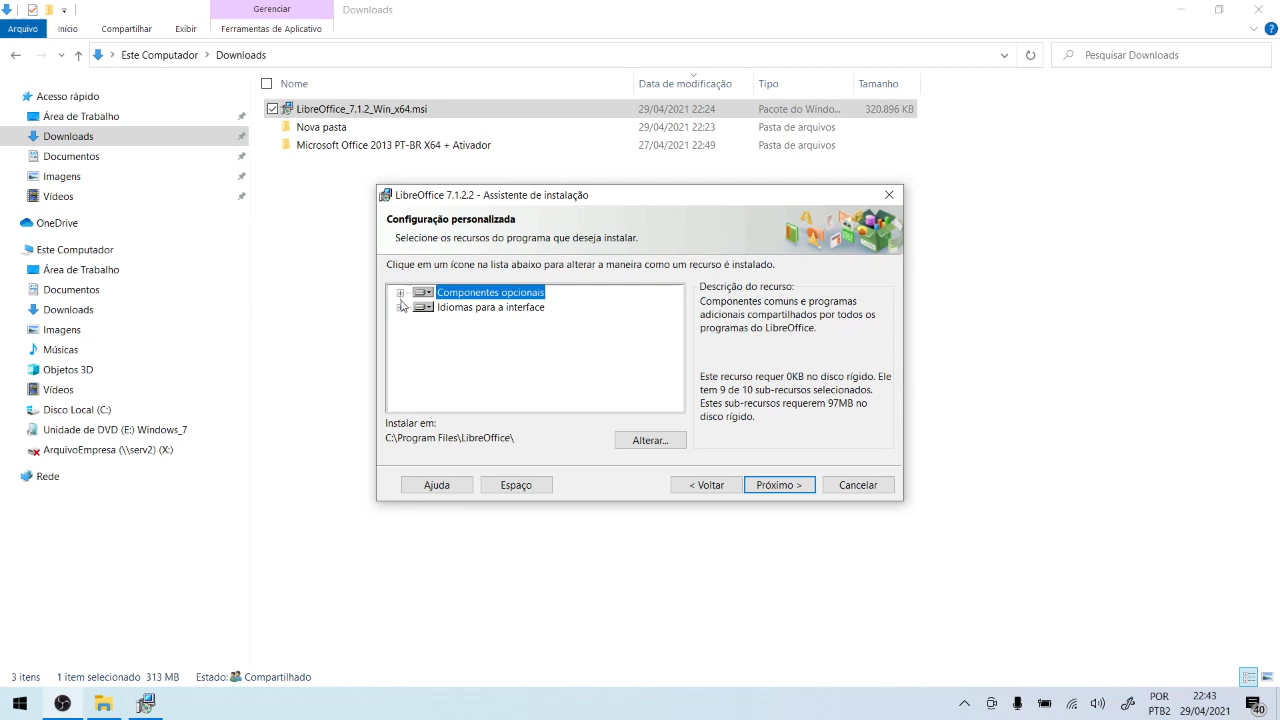 Gerenciar
Downloads
Arquivo
Início
Compartilhar
Exibir
Ferramentas de Aplicativo
Este Computador
Downloads
Pesquisar Downloads
Nome
Data de modificação
Tipo
Tamanho
Acesso rápido
Área de Trabalho
Downloads
Documentos
Imagens
Vídeos
OneDrive
Este Computador
Área de Trabalho
Documentos
Downloads
Imagens
Músicas
Objetos 3D
Vídeos
Disco Local (C:)
Unidade de DVD (E:) Windows_7
ArquivoEmpresa (\\serv2) (X:)
Rede
LibreOffice_7.1.2_Win_x64.msi 29/04/2021 22:24 Pacote do Windo... 320.896 KB
Nova pasta 29/04/2021 22:23 Pasta de arquivos
Microsoft Office 2013 PT-BR X64 + Ativador 27/04/2021 22:49 Pasta de arquivos
LibreOffice 7.1.2.2 - Assistente de instalação
Configuração personalizada
Selecione os recursos do programa que deseja instalar.
Clique em um ícone na lista abaixo para alterar a maneira como um recurso é instalado.
Componentes opcionais
Idiomas para a interface
Descrição do recurso:
Componentes comuns e programas
adicionais compartilhados por todos os
programas do LibreOffice.
Este recurso requer 0KB no disco rígido. Ele
tem 9 de 10 sub-recursos selecionados.
Estes sub-recursos requerem 97MB no
disco rígido.
Instalar em:
C:\Program Files\LibreOffice\
Alterar...
Ajuda
Espaço
< Voltar
Próximo >
Cancelar
3 itens
1 item selecionado 313 MB
Estado: Compartilhado
POR
PTB2
22:43
29/04/2021
40